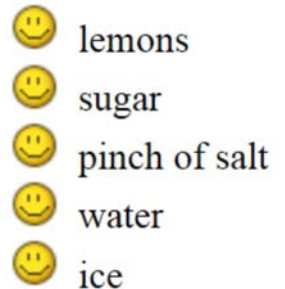 lemons
sugar
pinch of salt
water
ice